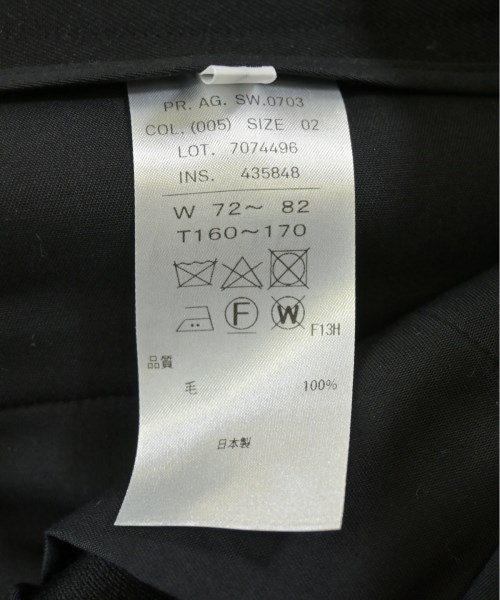 PR. AG. SW.0703
COL. (005) SIZE 02
LOT. 7074496
INS. 435848
W 72～ 82
T160～170
F W F13H
品質
毛 100%
日本製